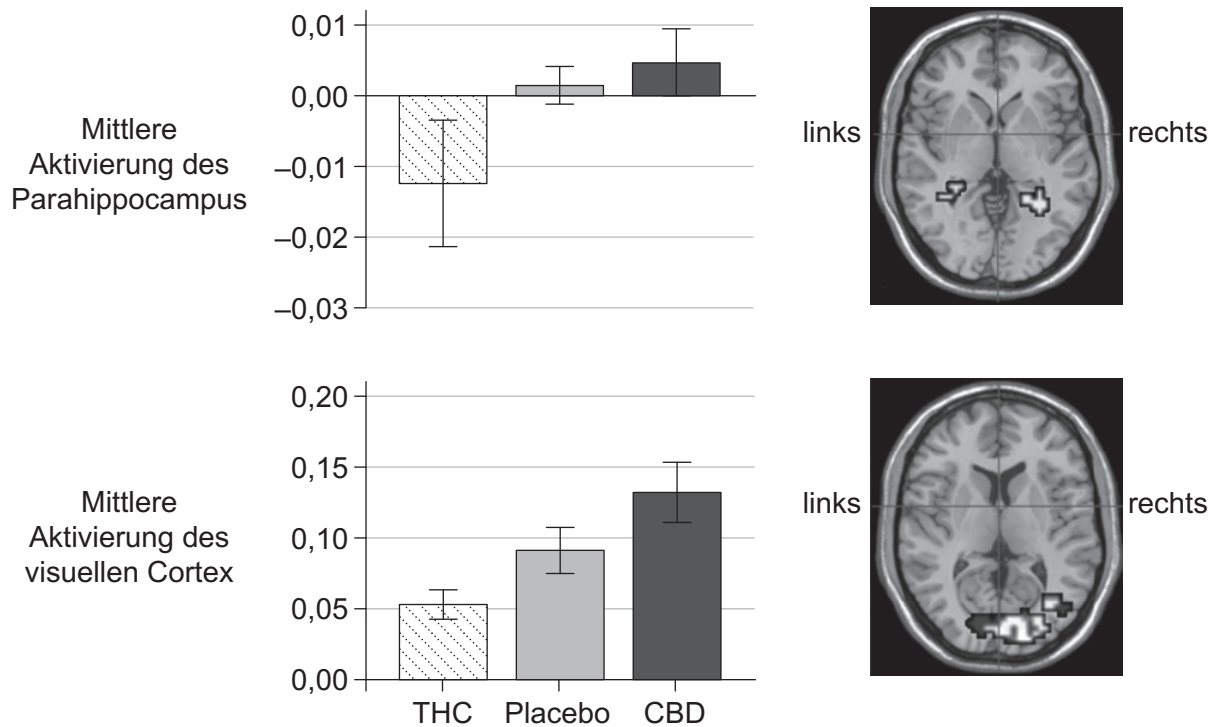 Mittlere
Aktivierung des
Parahippocampus
0,01
0,00
–0,01
–0,02
–0,03
links
rechts
Mittlere
Aktivierung des
visuellen Cortex
0,20
0,15
0,10
0,05
0,00
THC
Placebo
CBD
links
rechts